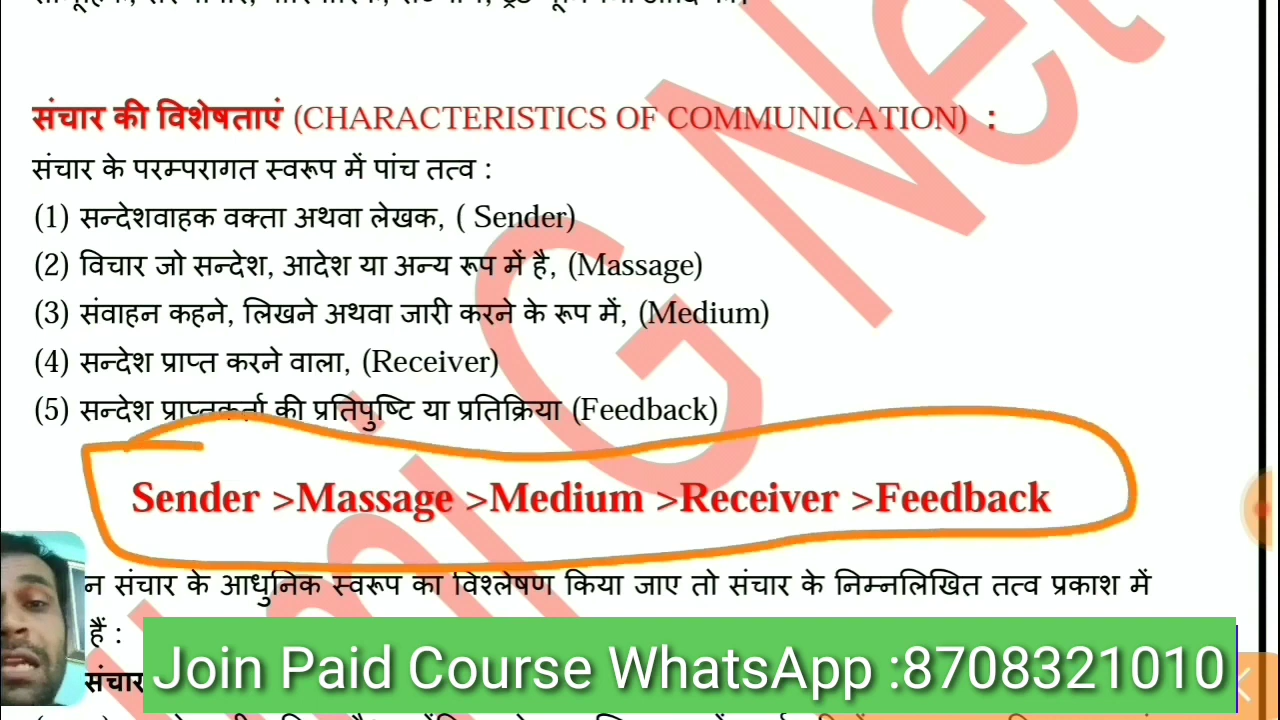 संचार की विशेषताएं (CHARACTERISTICS OF COMMUNICATION) :
संचार के परम्परागत स्वरूप में पांच तत्व :
(1) सन्देशवाहक वक्ता अथवा लेखक, ( Sender)
(2) विचार जो सन्देश, आदेश या अन्य रूप में है, (Massage)
(3) संवाहन कहने, लिखने अथवा जारी करने के रूप में, (Medium)
(4) सन्देश प्राप्त करने वाला, (Receiver)
(5) सन्देश प्राप्तकर्ता की प्रतिपुष्टि या प्रतिक्रिया (Feedback)
Sender >Massage >Medium >Receiver >Feedback
न संचार के आधुनिक स्वरूप का विश्लेषण किया जाए तो संचार के निम्नलिखित तत्व प्रकाश में
हैं :
संचार
Join Paid Course WhatsApp :8708321010
G Net